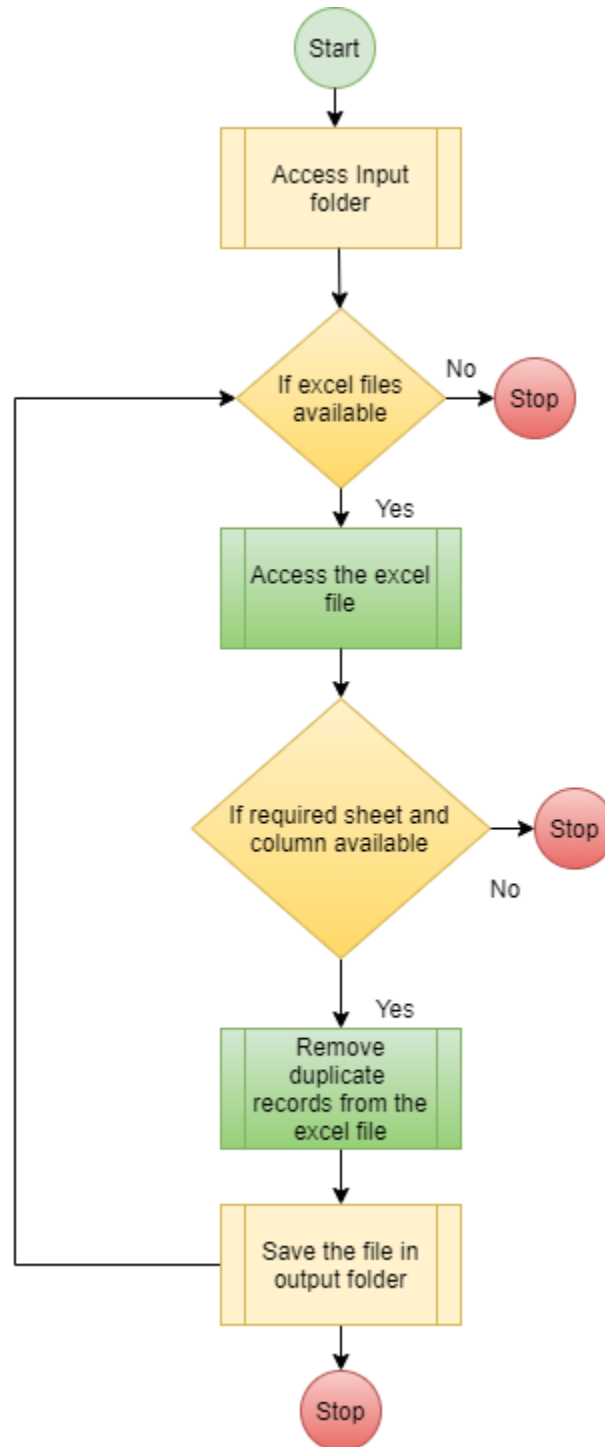 Start
Access Input
folder
If excel files
available
No
Stop
Yes
Access the excel
file
If required sheet and
column available
Stop
No
Yes
Remove
duplicate
records from the
excel file
Save the file in
output folder
Stop